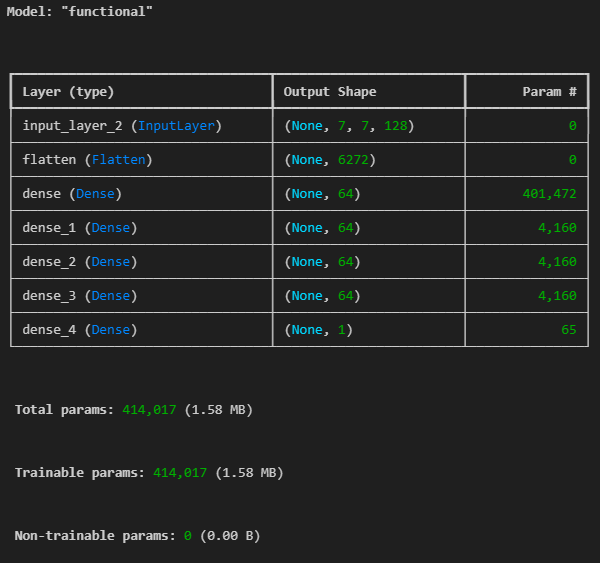 Model: "functional"
Layer (type) Output Shape Param #
input_layer_2 (InputLayer) (None, 7, 7, 128) 0
flatten (Flatten) (None, 6272) 0
dense (Dense) (None, 64) 401,472
dense_1 (Dense) (None, 64) 4,160
dense_2 (Dense) (None, 64) 4,160
dense_3 (Dense) (None, 64) 4,160
dense_4 (Dense) (None, 1) 65
Total params: 414,017 (1.58 MB)
Trainable params: 414,017 (1.58 MB)
Non-trainable params: 0 (0.00 B)